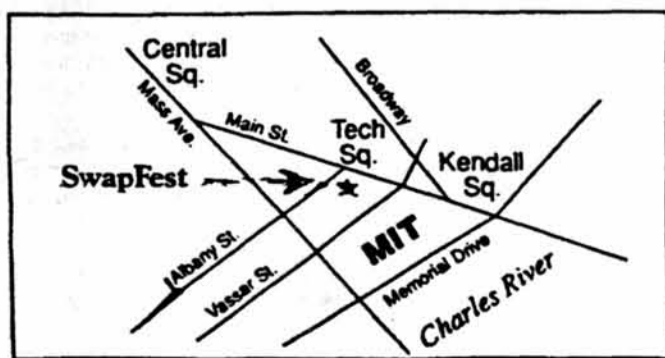 Central
Sq.
Mass Ave.
Main St.
Tech
Sq.
Broadway
Kendall
Sq.
SwapFest
Albany St.
Vassar St.
MIT
Memorial Drive
Charles River